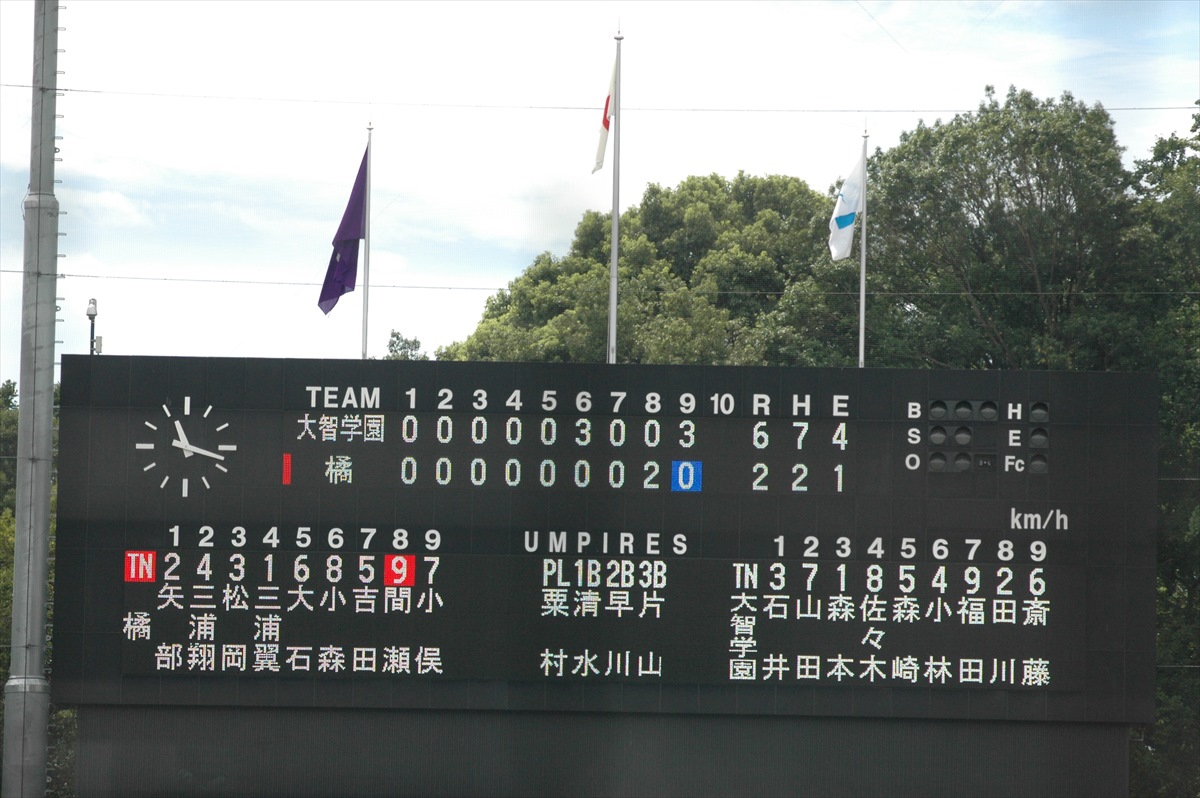 TEAM 1 2 3 4 5 6 7 8 9 10 R H E
大智学園 0 0 0 0 0 3 0 0 3 6 7 4
橘 0 0 0 0 0 0 0 2 0 2 2 1
B H
S E
O Fc
km/h
1 2 3 4 5 6 7 8 9
TN 2 4 3 1 6 8 5 9 7
橘 矢部 三浦翔 松岡 三浦翼 大石 小森 吉田 間瀬 小俣
UMPIRES
PL 1B 2B 3B
粟村 清水 早川 片山
1 2 3 4 5 6 7 8 9
TN 3 7 1 8 5 4 9 2 6
大智学園 石井 山田 森本 佐々木 森崎 小林 福田 田川 斎藤